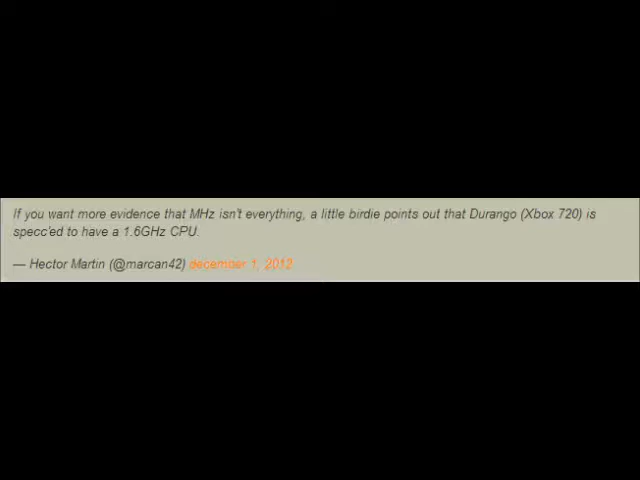 If you want more evidence that MHz isn't everything, a little birdie points out that Durango (Xbox 720) is
specc'ed to have a 1.6GHz CPU.
— Hector Martin (@marcan42) december 1, 2012